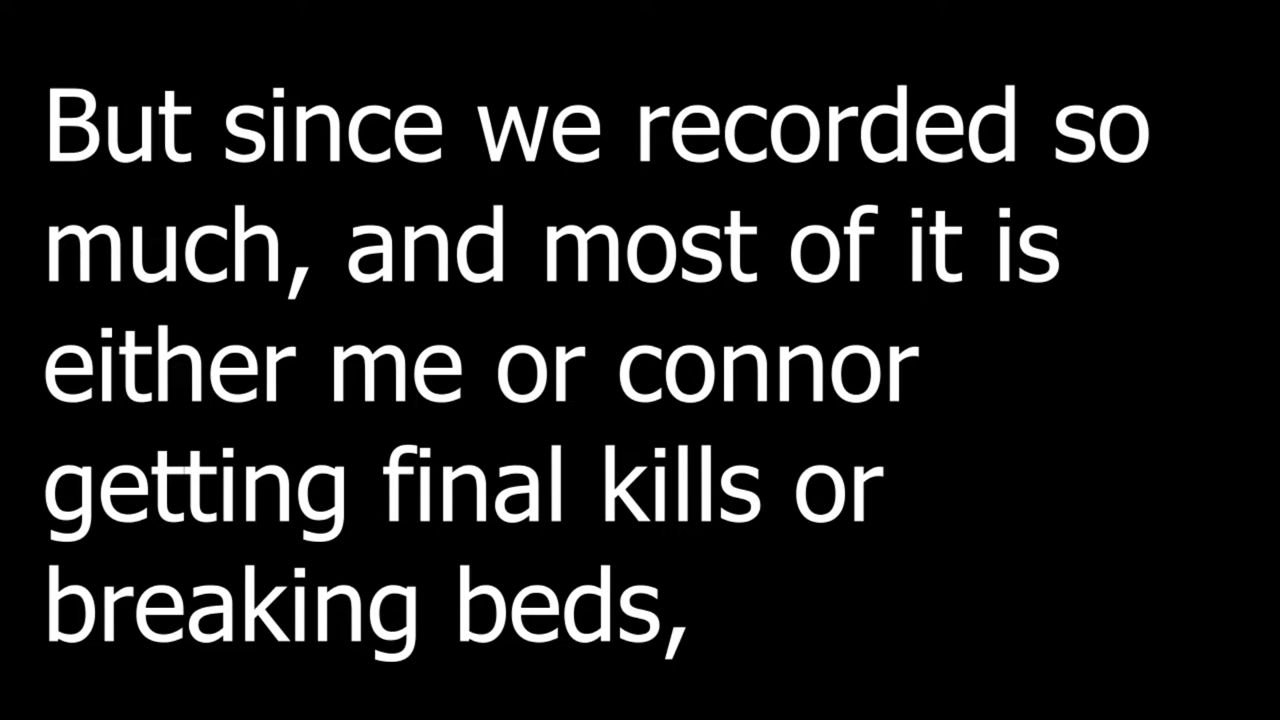 But since we recorded so
much, and most of it is
either me or connor
getting final kills or
breaking beds,